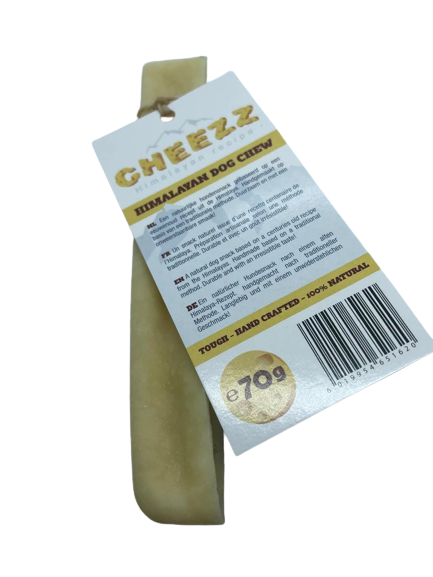 CHEEZZ
Himalayan recipe
HIMALAYAN DOG CHEW
NL Een natuurlijke hondensnack gebaseerd op een
eeuwenoud recept uit de Himalaya. Handgemaakt op
basis van een traditionele methode. Duurzaam en met een
onweerstaanbare smaak!
FR Un snack naturel issu d'une recette centenaire de
l'Himalaya. Préparation artisanale selon une méthode
traditionnelle. Durable et avec un goût irrésistible!
EN A natural dog snack based on a centuries old recipe
from the Himalayas. Handmade based on a traditional
method. Durable and with an irresistible taste!
DE Ein natürlicher Hundesnack nach einem alten
Himalaya-Rezept, handgemacht nach traditioneller
Methode. Langlebig und mit einem unwiderstehlichen
Geschmack!
TOUGH - HAND CRAFTED - 100% NATURAL
e70g
6 019954 651620